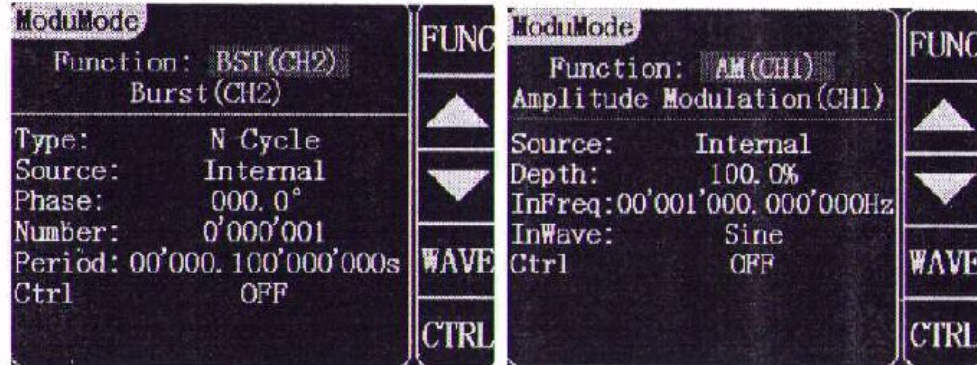 ModuMode
Function: BST(CH2)
Burst(CH2)
Type: N Cycle
Source: Internal
Phase: 000.0°
Number: 0'000'001
Period: 00'000.100'000'000s
Ctrl OFF
FUNC
WAVE
CTRL
ModuMode
Function: AM(CH1)
Amplitude Modulation(CH1)
Source: Internal
Depth: 100.0%
InFreq:00'001'000.000'000Hz
InWave: Sine
Ctrl OFF
FUNC
WAVE
CTRL